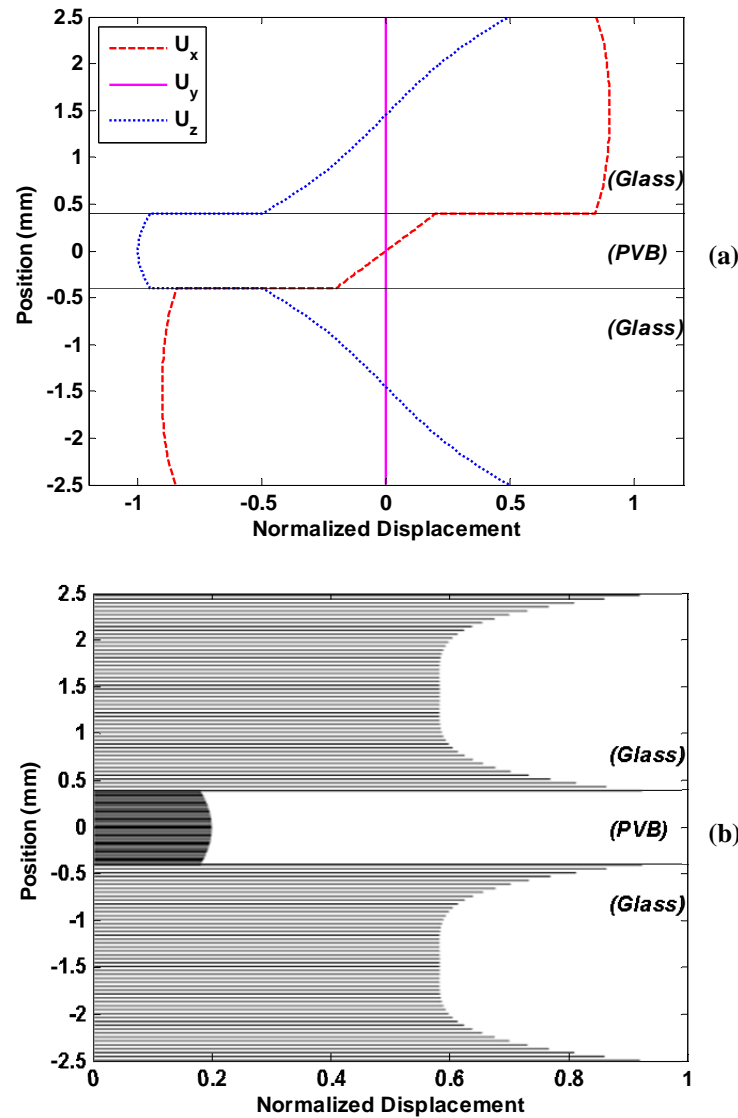 2.5
2
1.5
1
0.5
0
-0.5
-1
-1.5
-2
-2.5
Position (mm)
U_x
U_y
U_z
(Glass)
(PVB)
(Glass)
(a)
-1 -0.5 0 0.5 1
Normalized Displacement
2.5
2
1.5
1
0.5
0
-0.5
-1
-1.5
-2
-2.5
Position (mm)
(Glass)
(PVB)
(Glass)
(b)
0 0.2 0.4 0.6 0.8 1
Normalized Displacement